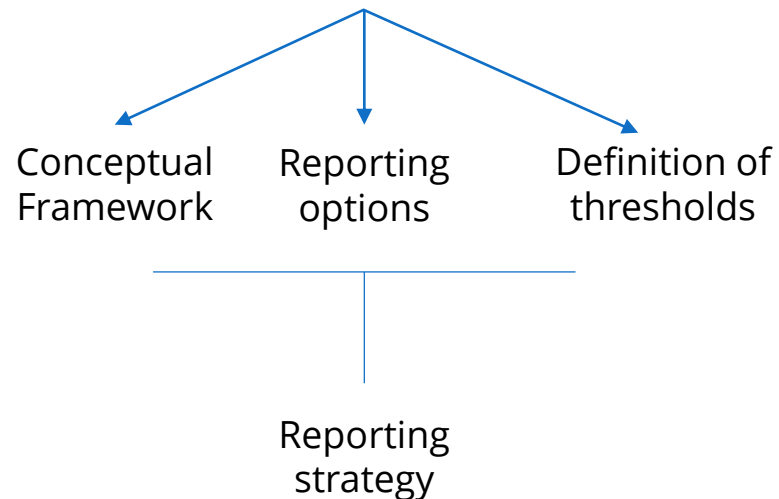 Conceptual
Framework
Reporting
options
Definition of
thresholds
Reporting
strategy